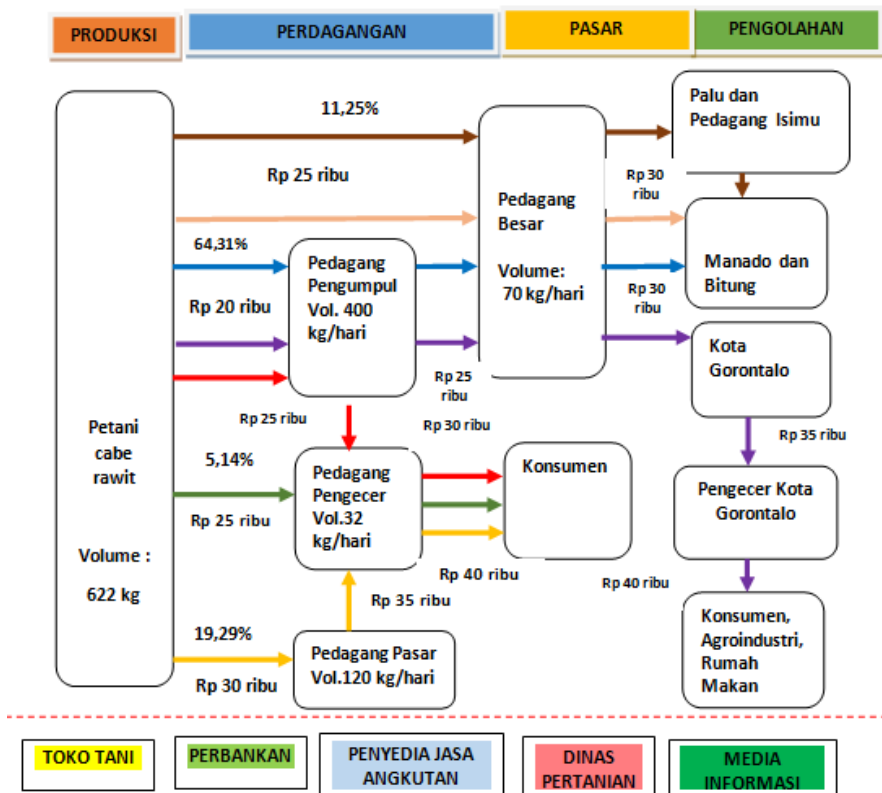 PRODUKSI
PERDAGANGAN
PASAR
PENGOLAHAN
Petani
cabe
rawit
Volume :
622 kg
11,25%
Rp 25 ribu
64,31%
Rp 20 ribu
5,14%
Rp 25 ribu
19,29%
Rp 30 ribu
Pedagang
Pengumpul
Vol. 400
kg/hari
Rp 25 ribu
Rp 25
ribu
Rp 30 ribu
Pedagang
Pengecer
Vol.32
kg/hari
Rp 40 ribu
Rp 35 ribu
Pedagang Pasar
Vol.120 kg/hari
Pedagang
Besar
Volume:
70 kg/hari
Konsumen
Rp 30
ribu
Rp 30
ribu
Palu dan
Pedagang Isimu
Manado dan
Bitung
Kota
Gorontalo
Rp 35 ribu
Pengecer Kota
Gorontalo
Rp 40 ribu
Konsumen,
Agroindustri,
Rumah
Makan
TOKO TANI
PERBANKAN
PENYEDIA JASA
ANGKUTAN
DINAS
PERTANIAN
MEDIA
INFORMASI